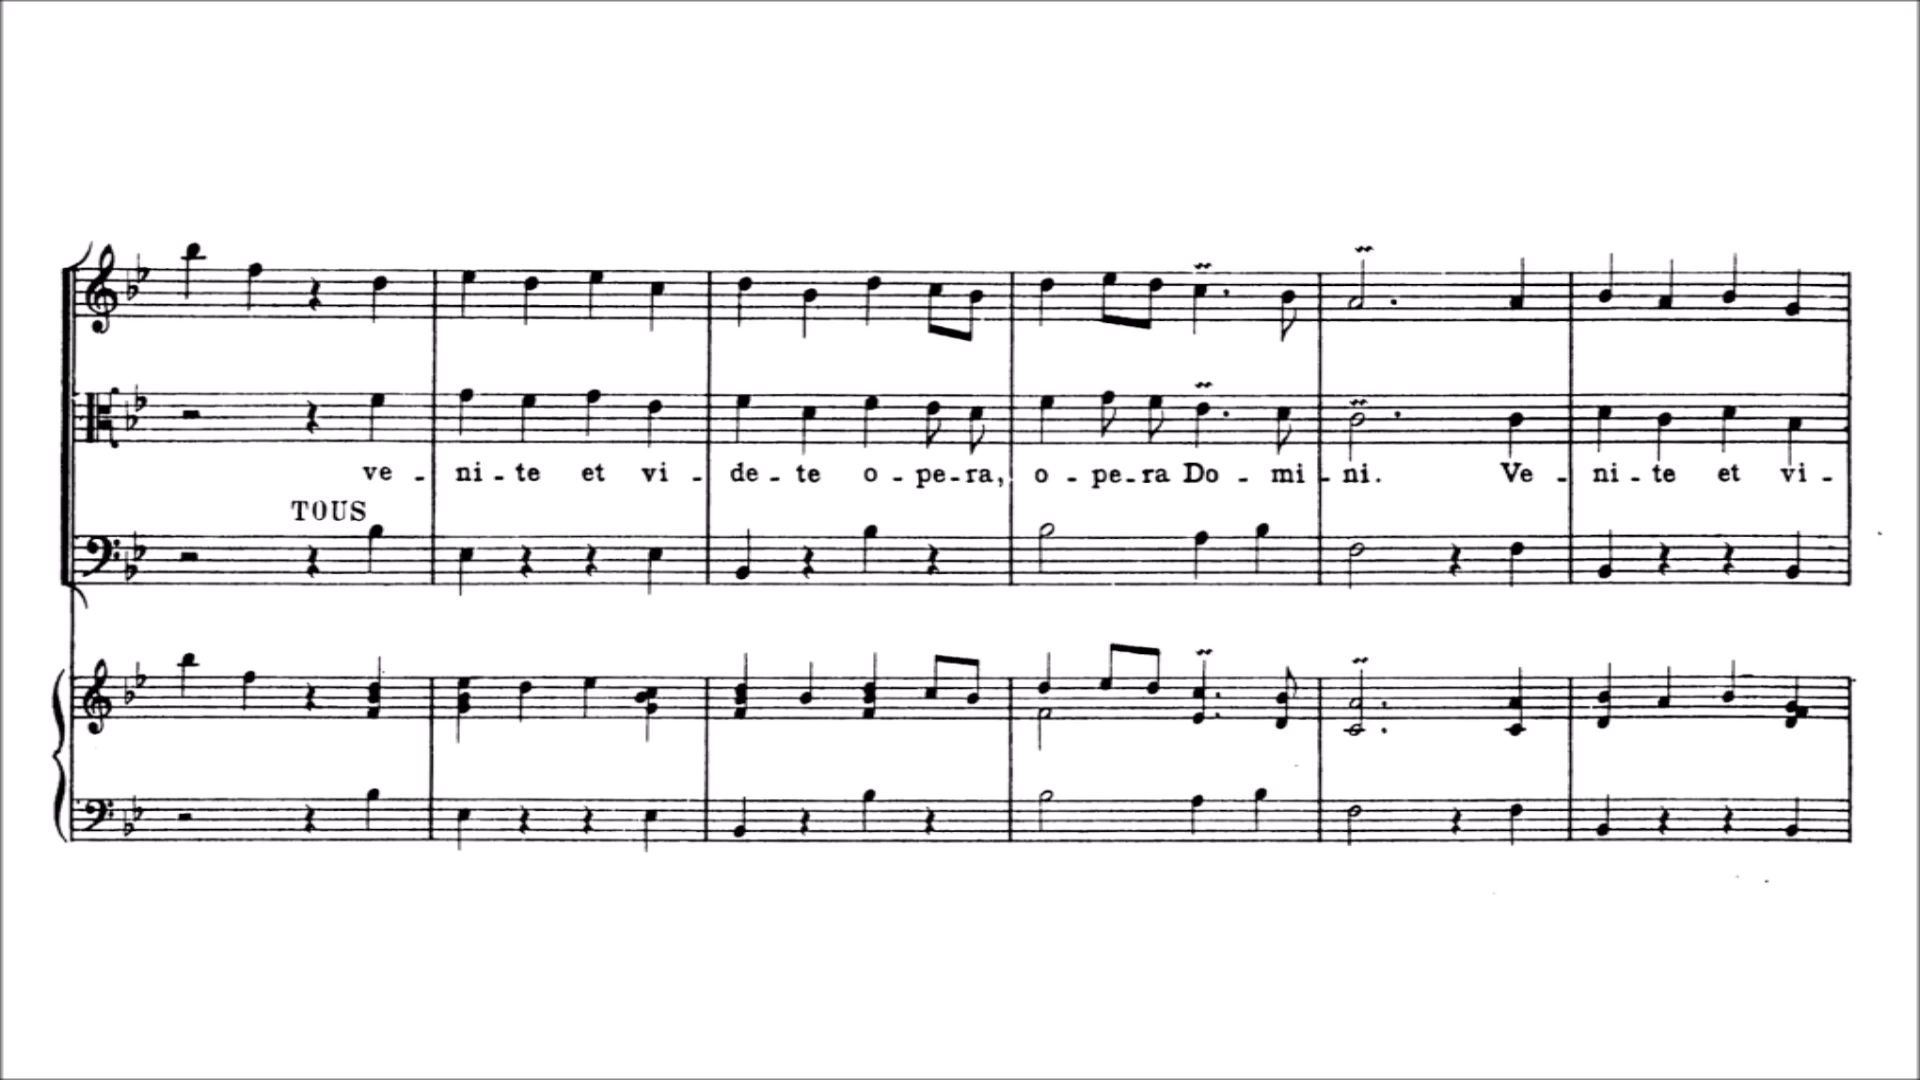 ve - ni - te et vi - de - te o - pe - ra, o - pe - ra Do - mi - ni. Ve - ni - te et vi -
TOUS